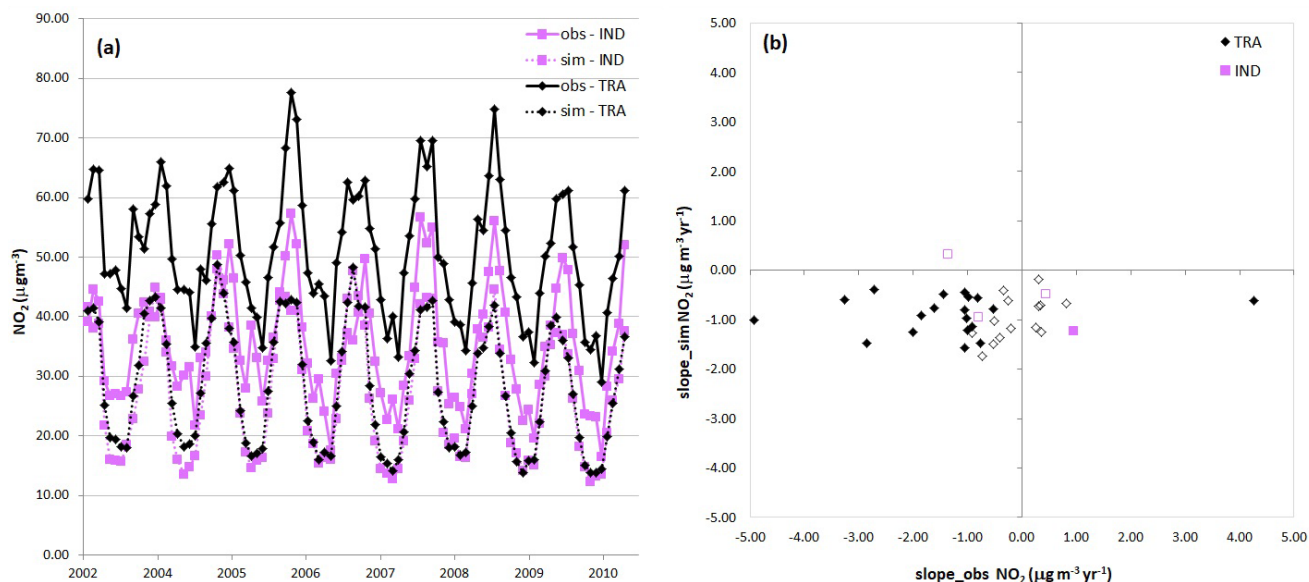 90.00
80.00
70.00
60.00
50.00
40.00
30.00
20.00
10.00
0.00
NO2 (µgm-3)
(a)
obs - IND
sim - IND
obs - TRA
sim - TRA
2002 2004 2005 2006 2007 2008 2009 2010
(b)
TRA
IND
5.00
4.00
3.00
2.00
1.00
0.00
-1.00
-2.00
-3.00
-4.00
-5.00
slope_sim NO2 (µg m-3 yr-1)
-5.00 -4.00 -3.00 -2.00 -1.00 0.00 1.00 2.00 3.00 4.00 5.00
slope_obs NO2 (µg m-3 yr-1)